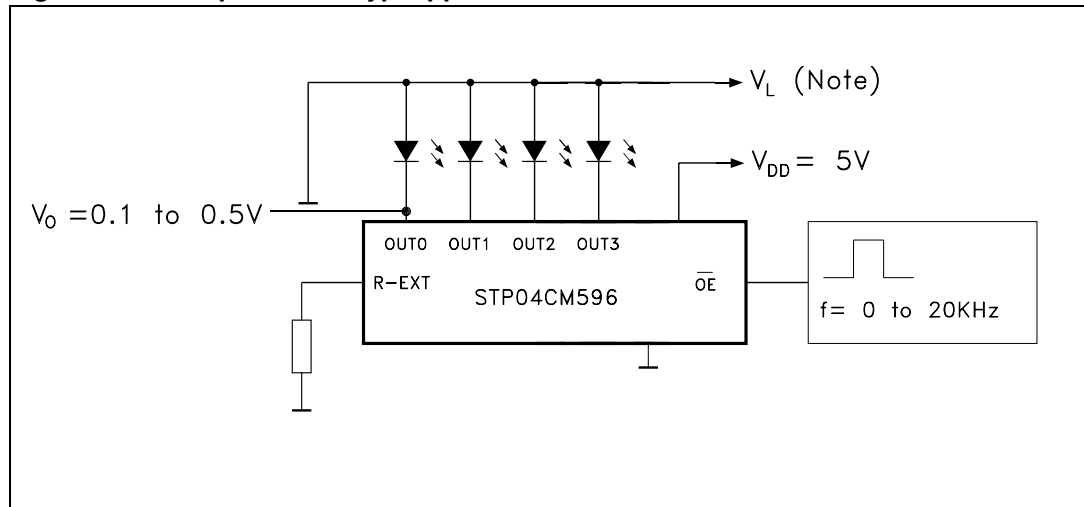 V_L (Note)
V_DD = 5V
V_O =0.1 to 0.5V
OUT0 OUT1 OUT2 OUT3
R-EXT
STP04CM596
OE
f= 0 to 20KHz